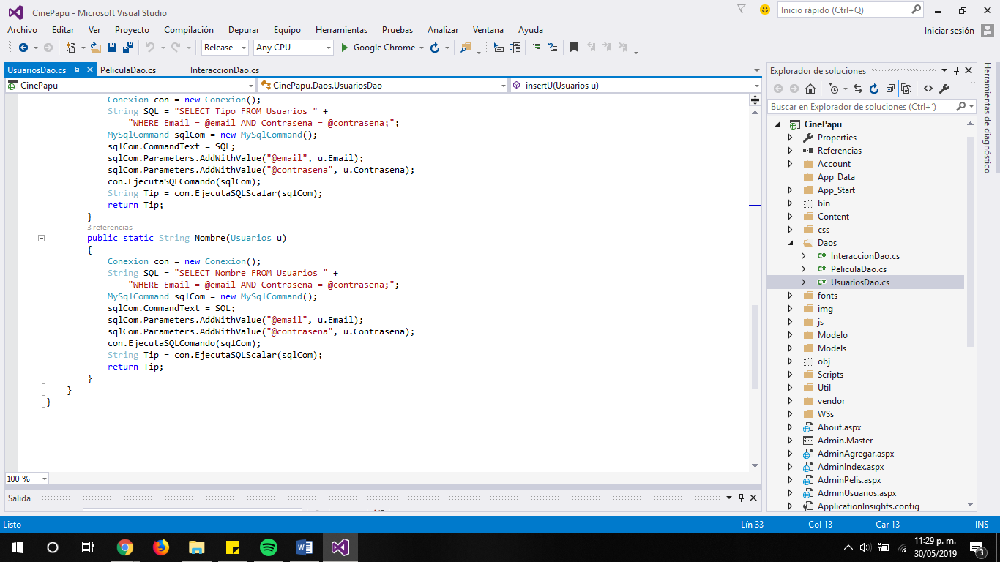 CinePapu - Microsoft Visual Studio
Inicio rápido (Ctrl+Q)
Archivo Editar Ver Proyecto Compilación Depurar Equipo Herramientas Pruebas Analizar Ventana Ayuda
Iniciar sesión
Release Any CPU Google Chrome
UsuariosDao.cs PeliculaDao.cs InteraccionDao.cs
CinePapu CinePapu.Daos.UsuariosDao insertU(Usuarios u)
Conexion con = new Conexion();
String SQL = "SELECT Tipo FROM Usuarios " +
"WHERE Email = @email AND Contrasena = @contrasena;";
MySqlCommand sqlCom = new MySqlCommand();
sqlCom.CommandText = SQL;
sqlCom.Parameters.AddWithValue("@email", u.Email);
sqlCom.Parameters.AddWithValue("@contrasena", u.Contrasena);
con.EjecutaSQLComando(sqlCom);
String Tip = con.EjecutaSQLScalar(sqlCom);
return Tip;
}
3 referencias
public static String Nombre(Usuarios u)
{
Conexion con = new Conexion();
String SQL = "SELECT Nombre FROM Usuarios " +
"WHERE Email = @email AND Contrasena = @contrasena;";
MySqlCommand sqlCom = new MySqlCommand();
sqlCom.CommandText = SQL;
sqlCom.Parameters.AddWithValue("@email", u.Email);
sqlCom.Parameters.AddWithValue("@contrasena", u.Contrasena);
con.EjecutaSQLComando(sqlCom);
String Tip = con.EjecutaSQLScalar(sqlCom);
return Tip;
}
}
}
100 %
Salida
Explorador de soluciones
Buscar en Explorador de soluciones (Ctrl+´)
CinePapu
Properties
Referencias
Account
App_Data
App_Start
bin
Content
css
Daos
C# InteraccionDao.cs
C# PeliculaDao.cs
C# UsuariosDao.cs
fonts
img
js
Modelo
Models
obj
Scripts
Util
vendor
WSs
About.aspx
Admin.Master
AdminAgregar.aspx
AdminIndex.aspx
AdminPelis.aspx
AdminUsuarios.aspx
ApplicationInsights.config
Herramientas de diagnóstico
Listo Lín 33 Col 13 Car 13 INS
11:29 p. m.
30/05/2019
3